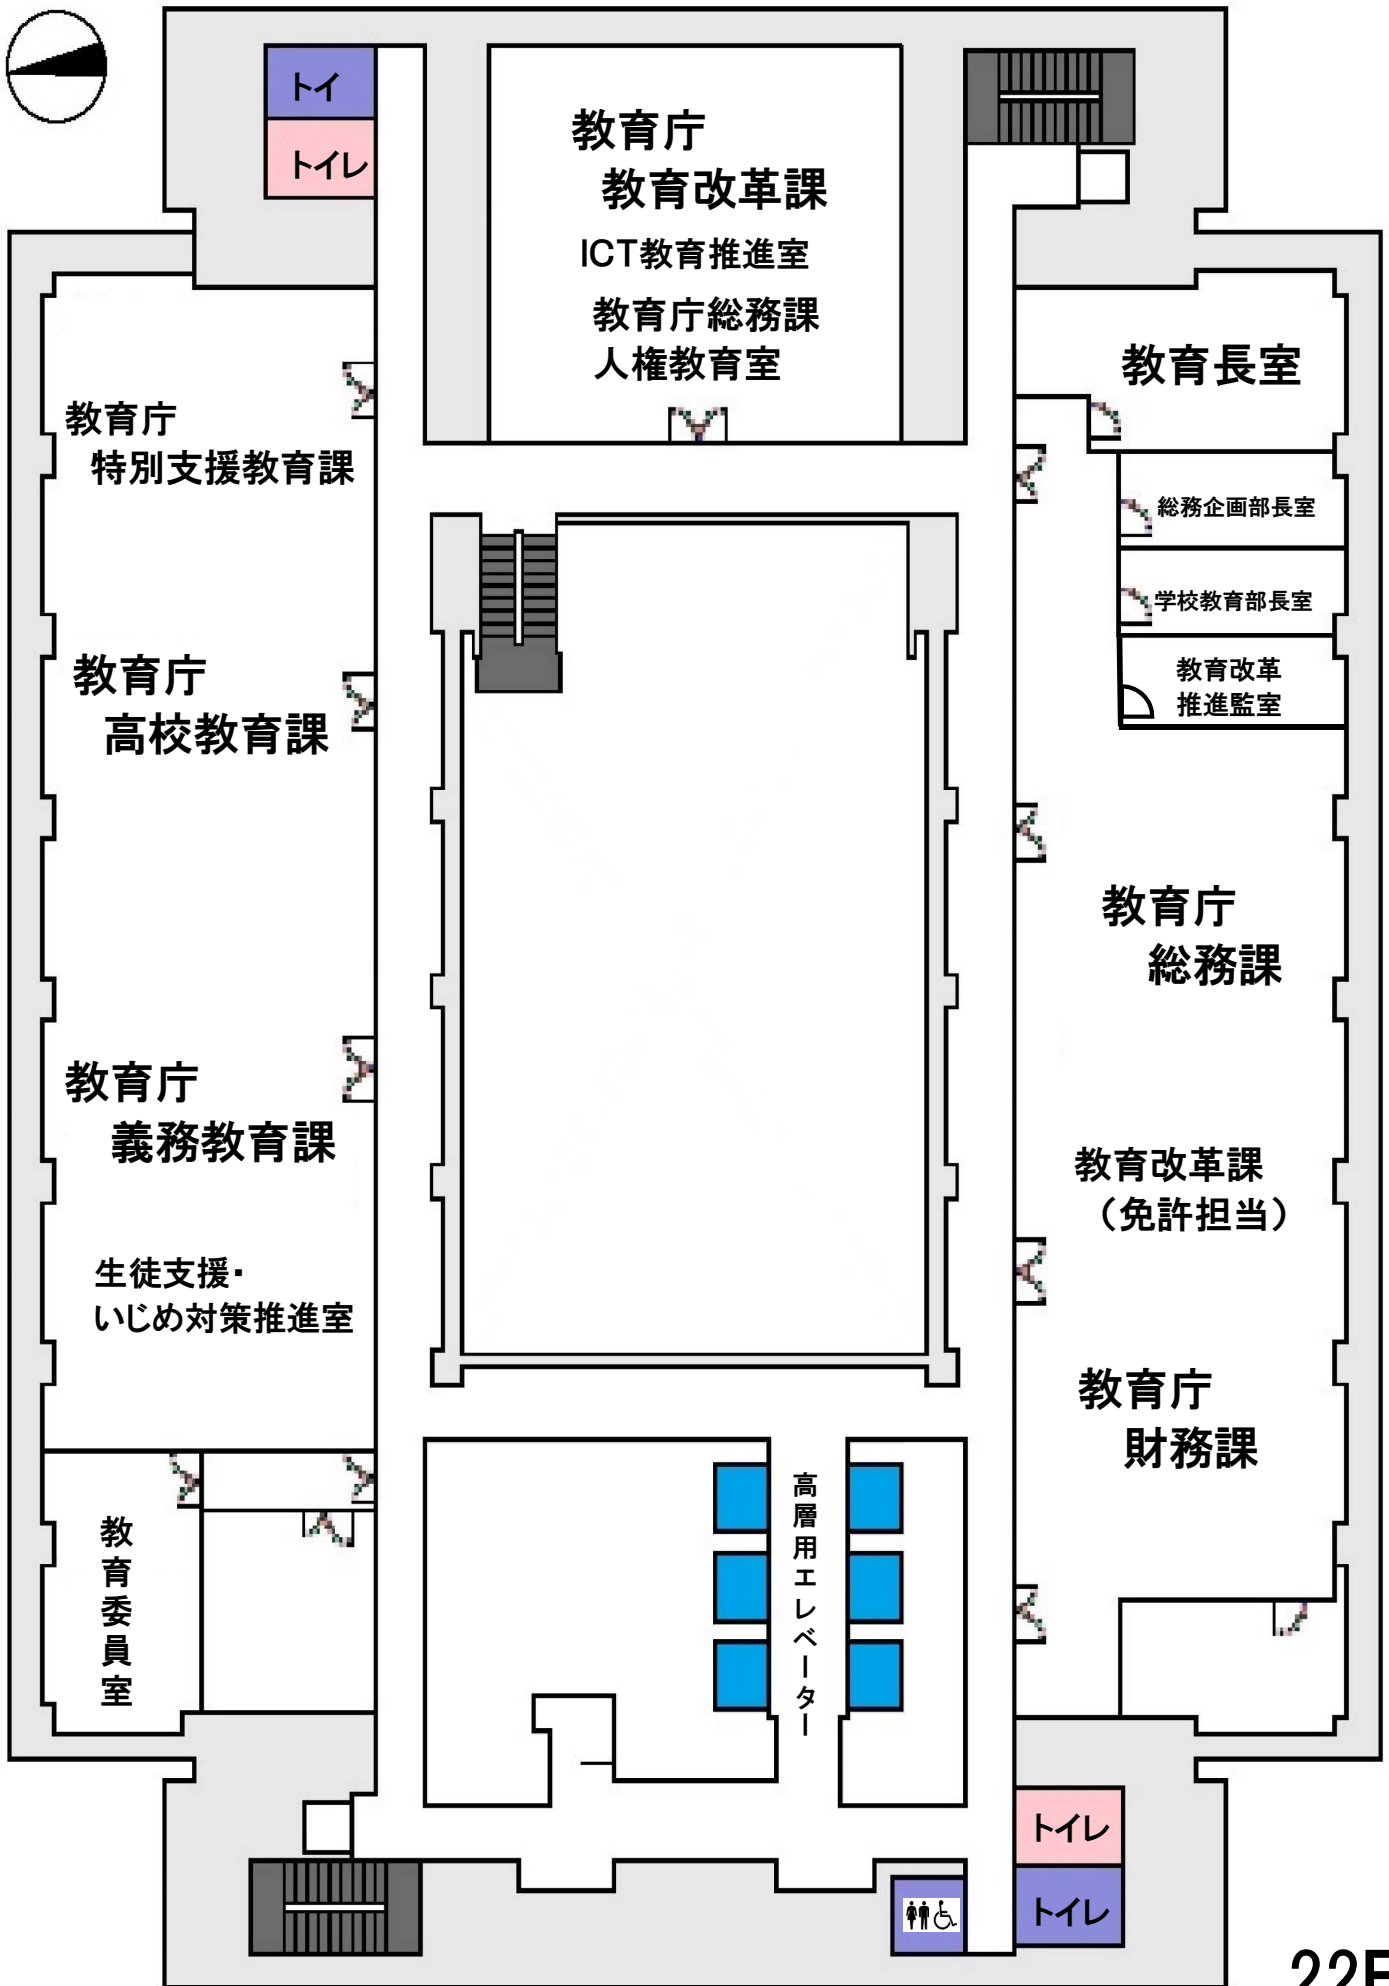 トイ
トイレ
教育庁
教育改革課
ICT教育推進室
教育庁総務課
人権教育室
教育長室
教育庁
特別支援教育課
総務企画部長室
学校教育部長室
教育改革
推進監室
教育庁
高校教育課
教育庁
総務課
教育庁
義務教育課
教育改革課
（免許担当）
生徒支援・
いじめ対策推進室
教育庁
財務課
高層用エレベーター
教育委員室
トイレ
トイレ
22F